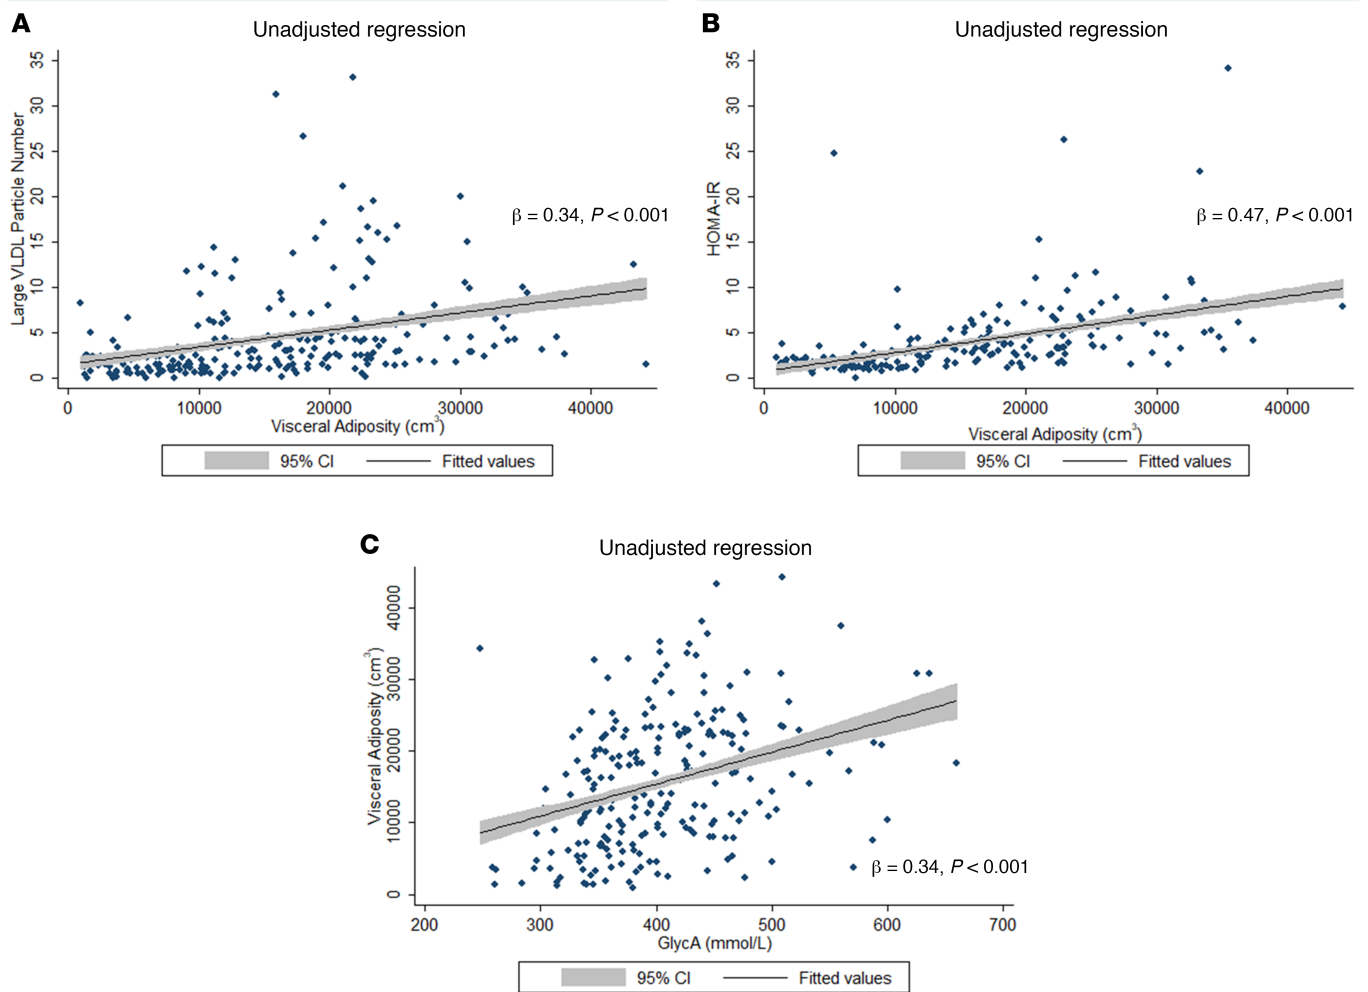 A
Unadjusted regression
Large VLDL Particle Number
35
30
25
20
15
10
5
0
β = 0.34, P < 0.001
0 10000 20000 30000 40000
Visceral Adiposity (cm³)
95% CI Fitted values
B
Unadjusted regression
HOMA-IR
35
30
25
20
15
10
5
0
β = 0.47, P < 0.001
0 10000 20000 30000 40000
Visceral Adiposity (cm³)
95% CI Fitted values
C
Unadjusted regression
Visceral Adiposity (cm³)
40000
30000
20000
10000
0
β = 0.34, P < 0.001
200 300 400 500 600 700
GlycA (mmol/L)
95% CI Fitted values